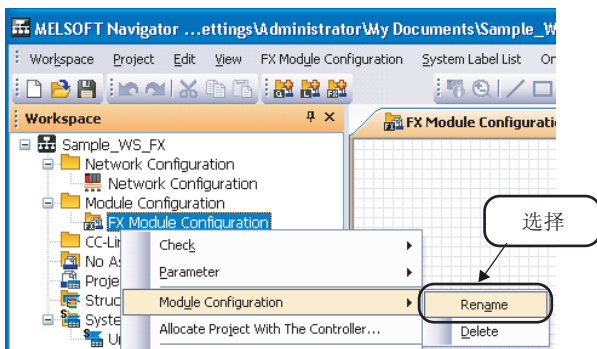 MELSOFT Navigator ...ettings\Administrator\My Documents\Sample_W
Workspace Project Edit View FX Module Configuration System Label List On
Workspace
FX Module Configurati
Sample_WS_FX
Network Configuration
Network Configuration
Module Configuration
FX Module Configuration
选择
CC-Li
Check
No A
Parameter
Proje
Struc
Module Configuration
Rename
Syste
Allocate Project With The Controller...
Delete